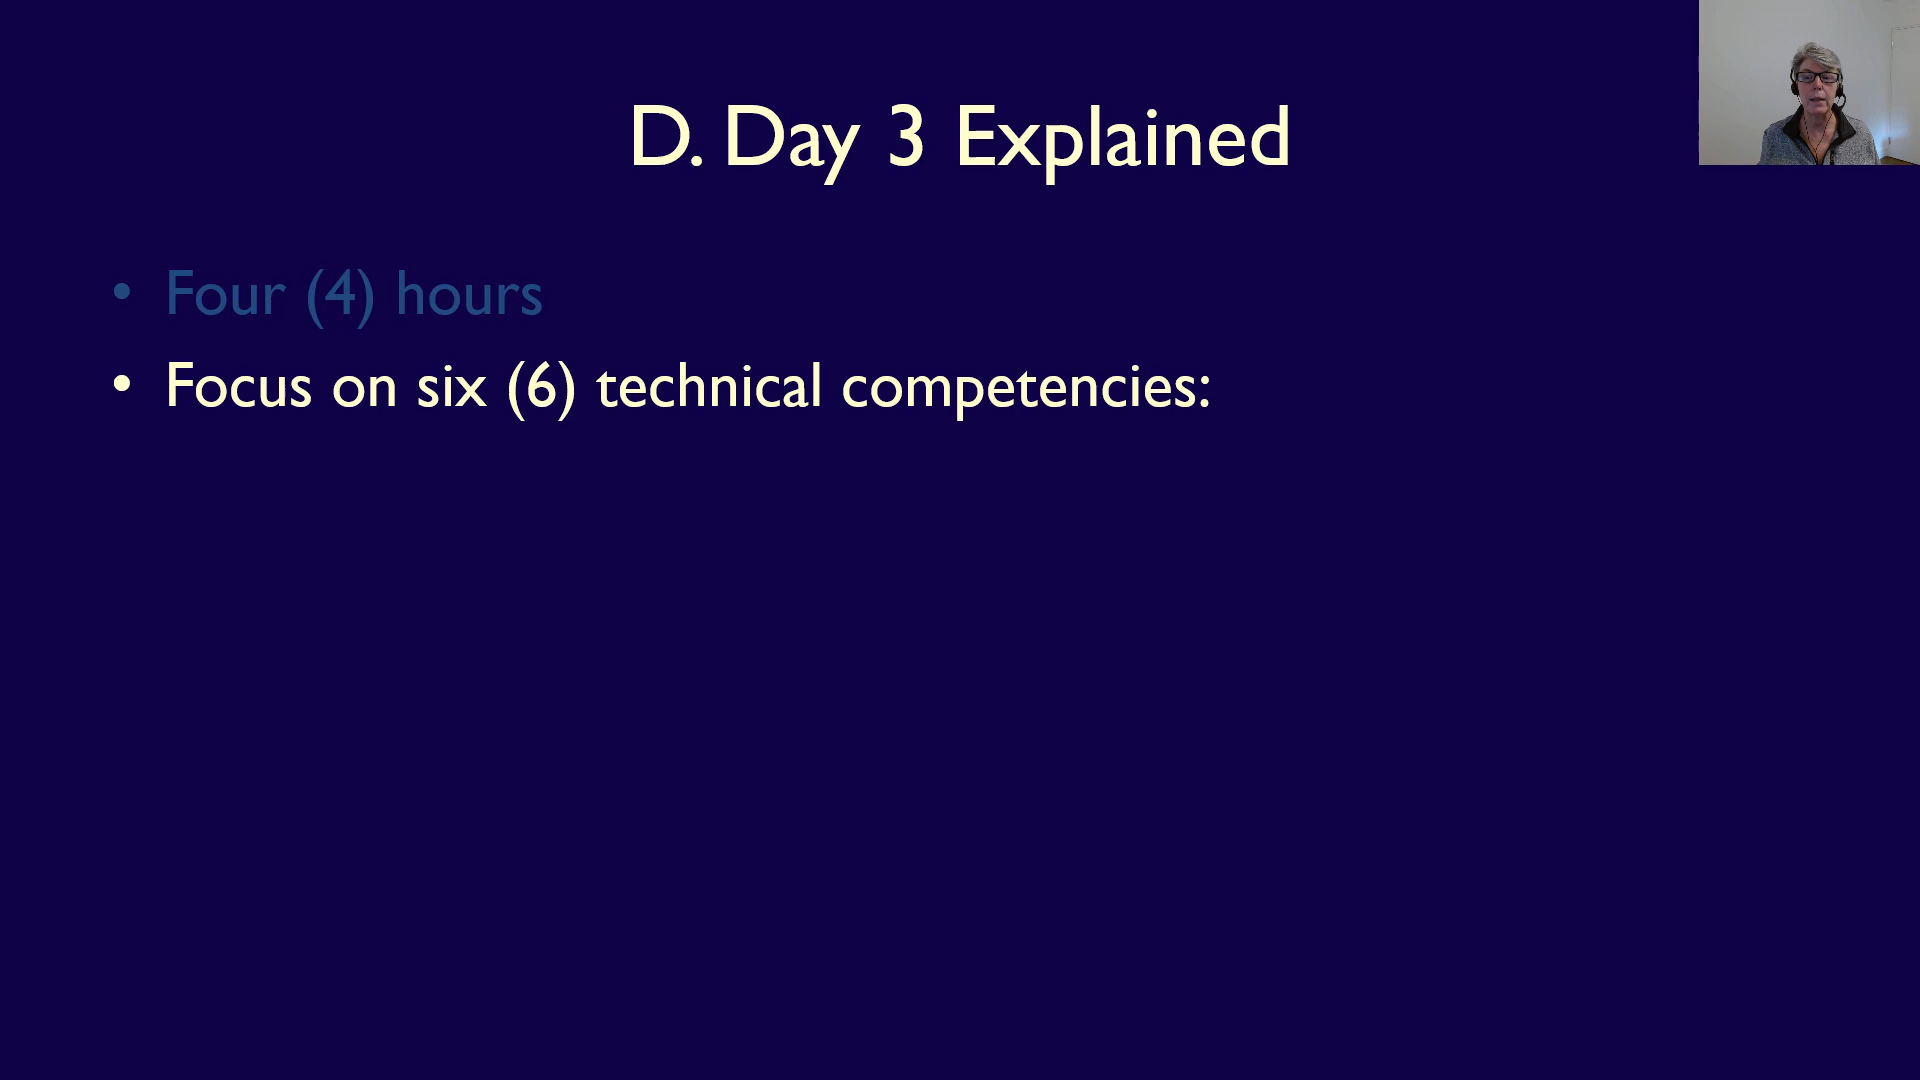 D. Day 3 Explained
• Four (4) hours
• Focus on six (6) technical competencies: